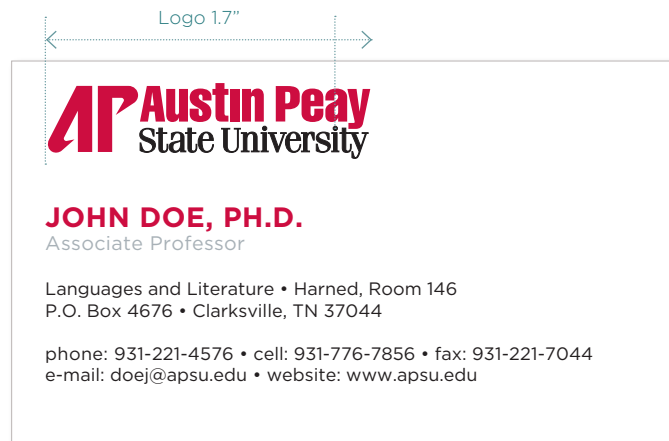 Logo 1.7”
AP Austin Peay
State University
JOHN DOE, PH.D.
Associate Professor
Languages and Literature • Harned, Room 146
P.O. Box 4676 • Clarksville, TN 37044
phone: 931-221-4576 • cell: 931-776-7856 • fax: 931-221-7044
e-mail: doej@apsu.edu • website: www.apsu.edu